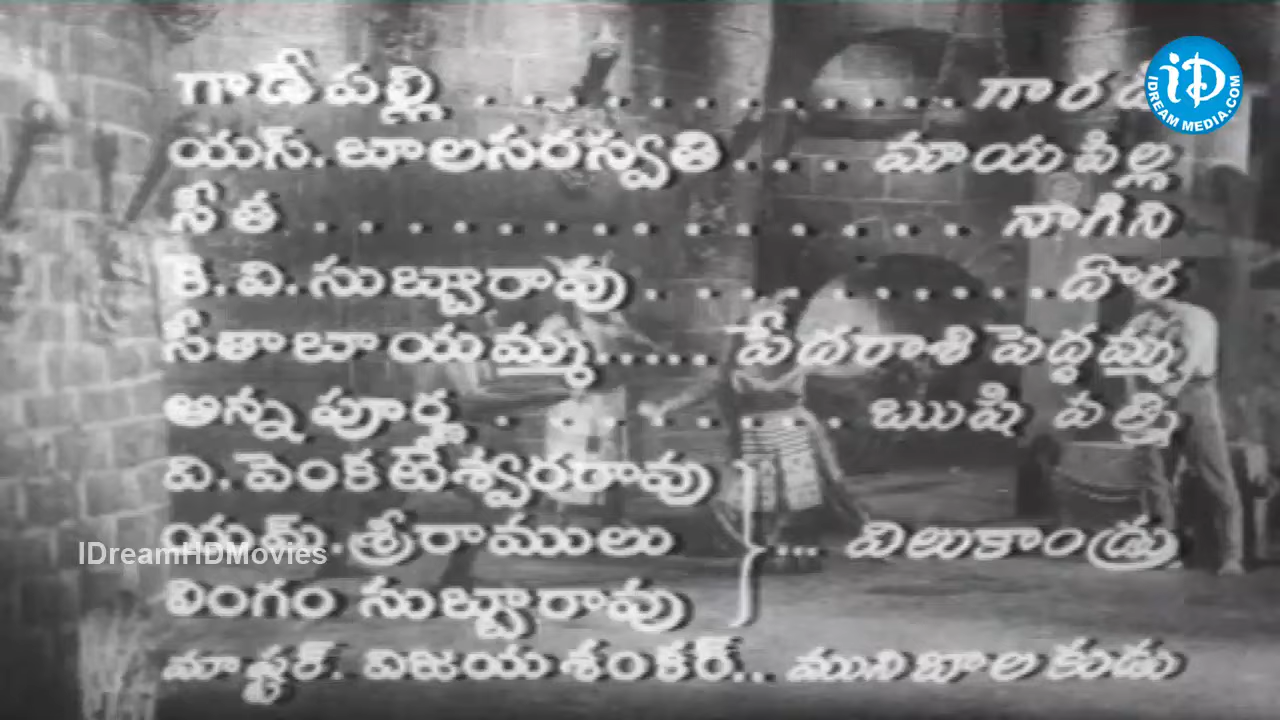 గాడేపల్లి . . . . . . . . . . . . .
iD
IDREAM MEDIA.COM
యస్. బాలసరస్వతి . . . . మాయపిల్ల
సీత . . . . . . . . . . . . . . . నాగిని
కె. వి. సుబ్బారావు . . . . . . . . . . . దొర
సీతాబాయమ్మ..... పేదరాశి పెద్దమ్మ
అన్నపూర్ణ . . . . . . . . . ఋషి పత్ని
వి. వెంకటేశ్వరరావు
యమ్. శ్రీరాములు } ... విలుకాండ్రు
IDreamHDMovies
లింగం సుబ్బారావు
మాష్టర్. విజయశంకర్.. మునిబాలకుడు